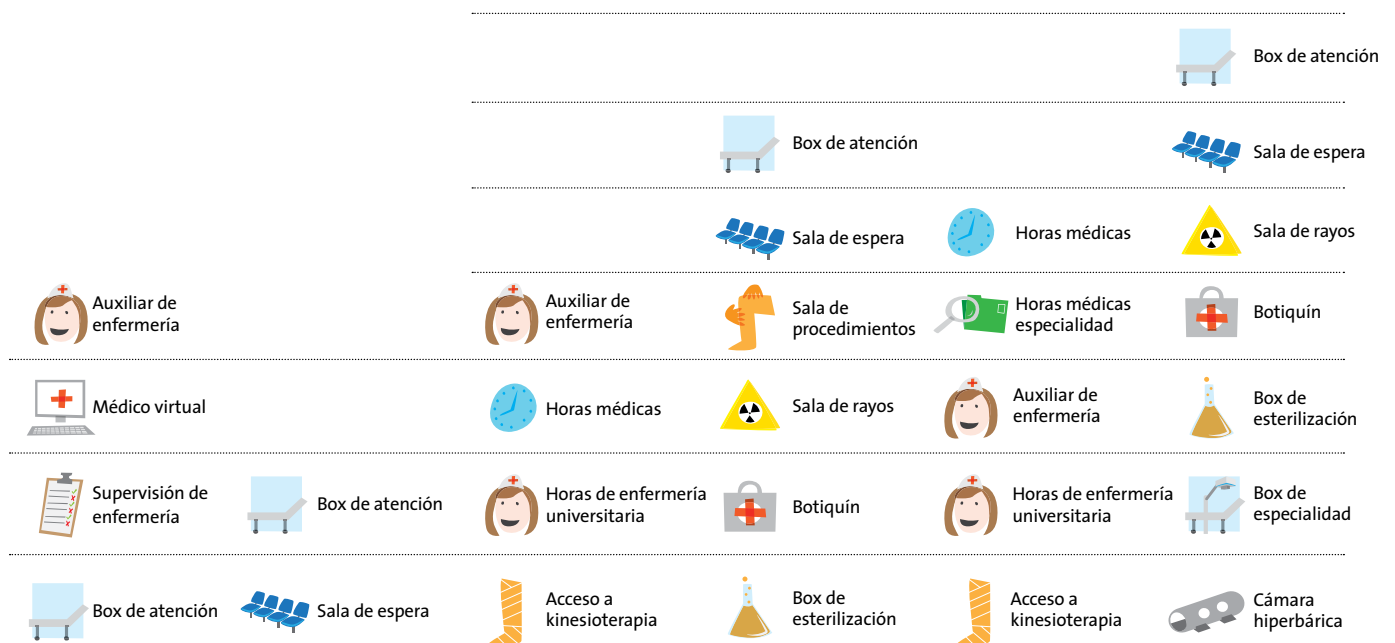 Box de atención
Box de atención
Sala de espera
Sala de espera
Horas médicas
Sala de rayos
Auxiliar de
enfermería
Auxiliar de
enfermería
Sala de
procedimientos
Horas médicas
especialidad
Botiquín
Médico virtual
Horas médicas
Sala de rayos
Auxiliar de
enfermería
Box de
esterilización
Supervisión de
enfermería
Box de atención
Horas de enfermería
universitaria
Botiquín
Horas de enfermería
universitaria
Box de
especialidad
Box de atención
Sala de espera
Acceso a
kinesioterapia
Box de
esterilización
Acceso a
kinesioterapia
Cámara
hiperbárica